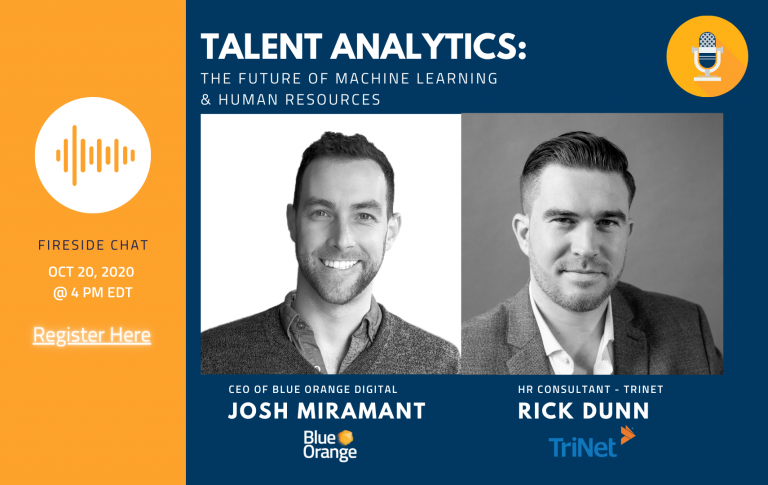 TALENT ANALYTICS:
THE FUTURE OF MACHINE LEARNING
& HUMAN RESOURCES
FIRESIDE CHAT
OCT 20, 2020
@ 4 PM EDT
Register Here
CEO OF BLUE ORANGE DIGITAL
JOSH MIRAMANT
Blue
Orange
HR CONSULTANT - TRINET
RICK DUNN
TriNet